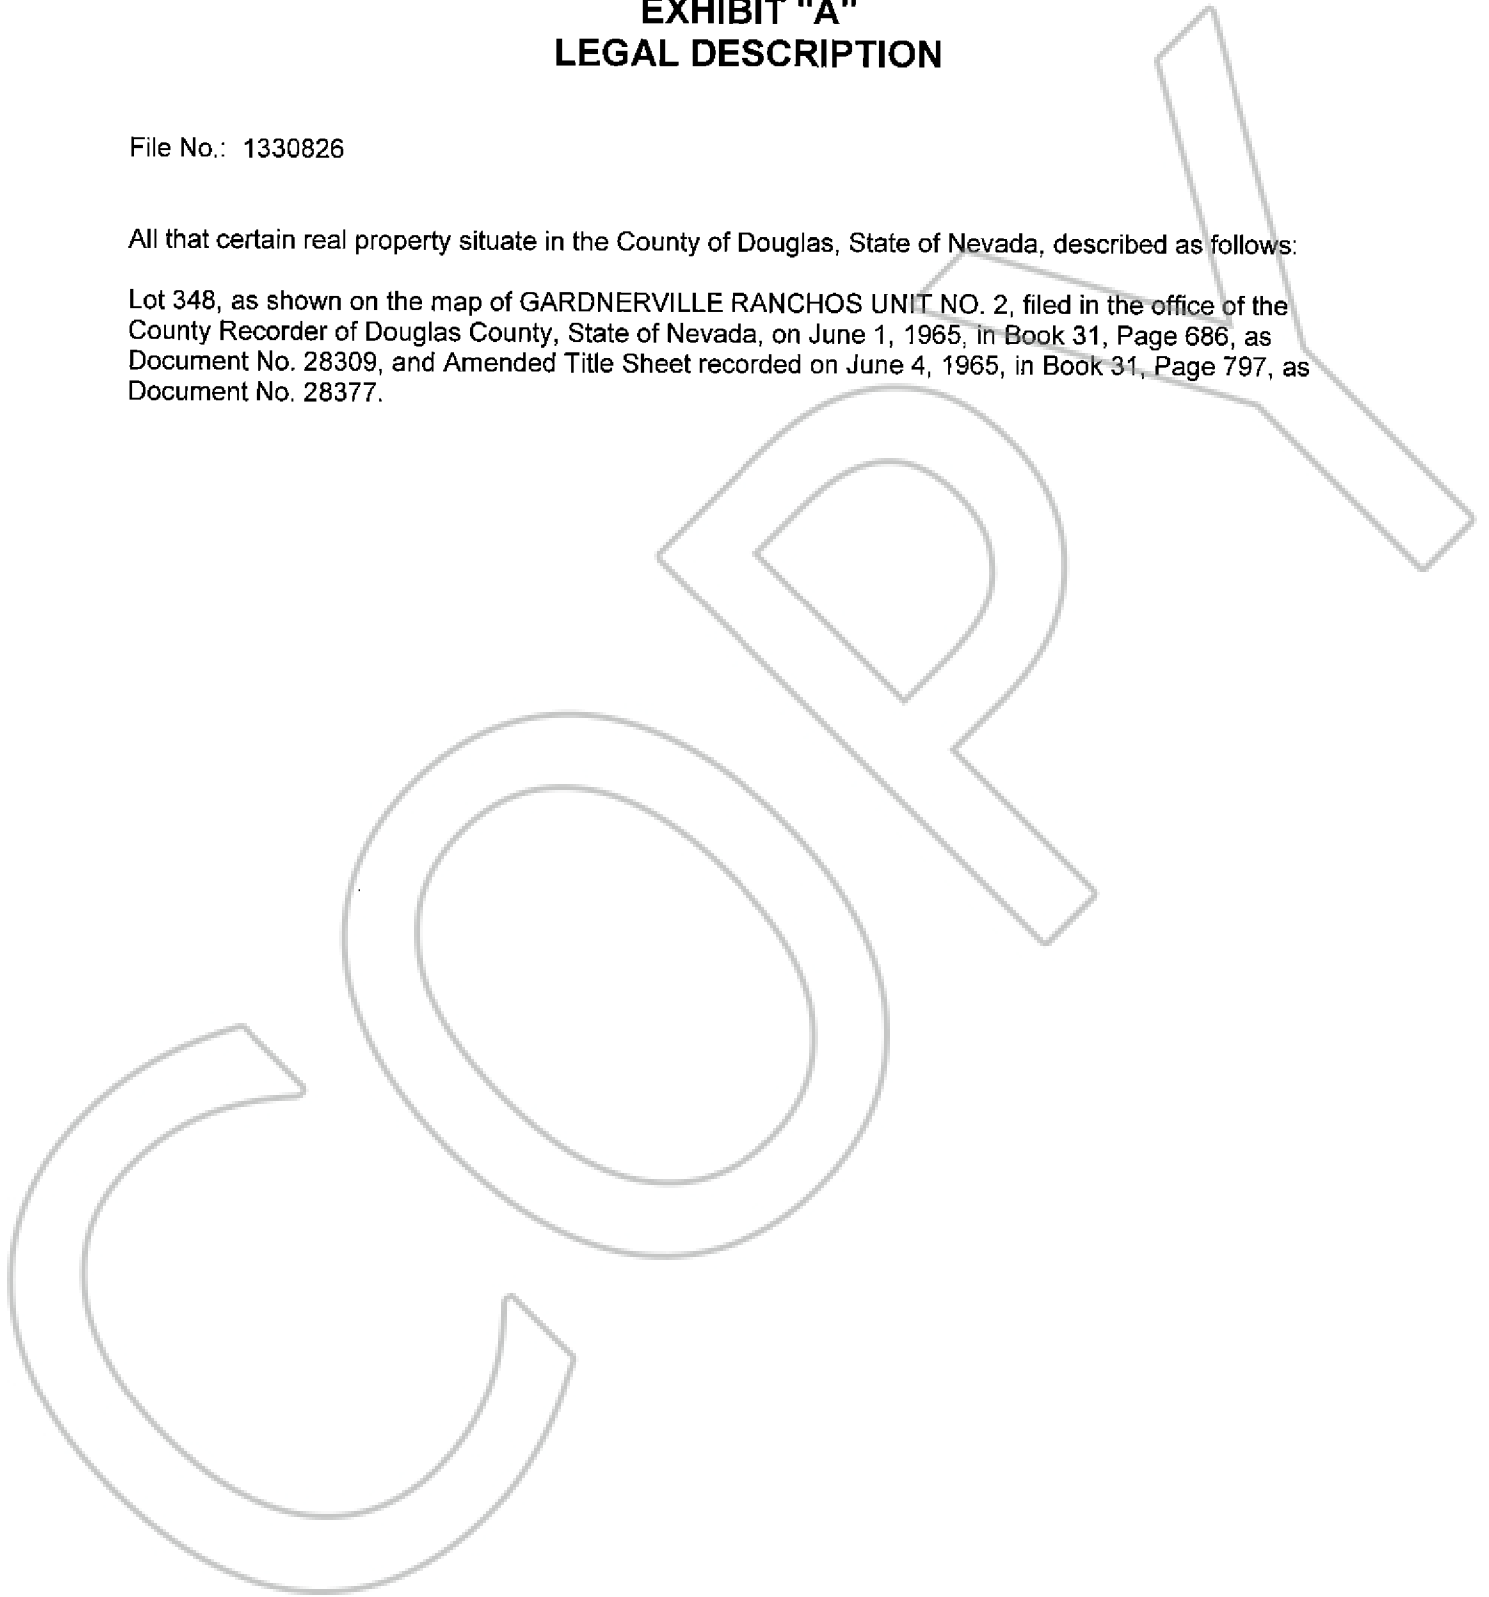 EXHIBIT "A"
LEGAL DESCRIPTION
File No.: 1330826
All that certain real property situate in the County of Douglas, State of Nevada, described as follows:
Lot 348, as shown on the map of GARDNERVILLE RANCHOS UNIT NO. 2, filed in the office of the
County Recorder of Douglas County, State of Nevada, on June 1, 1965, in Book 31, Page 686, as
Document No. 28309, and Amended Title Sheet recorded on June 4, 1965, in Book 31, Page 797, as
Document No. 28377.
COPY